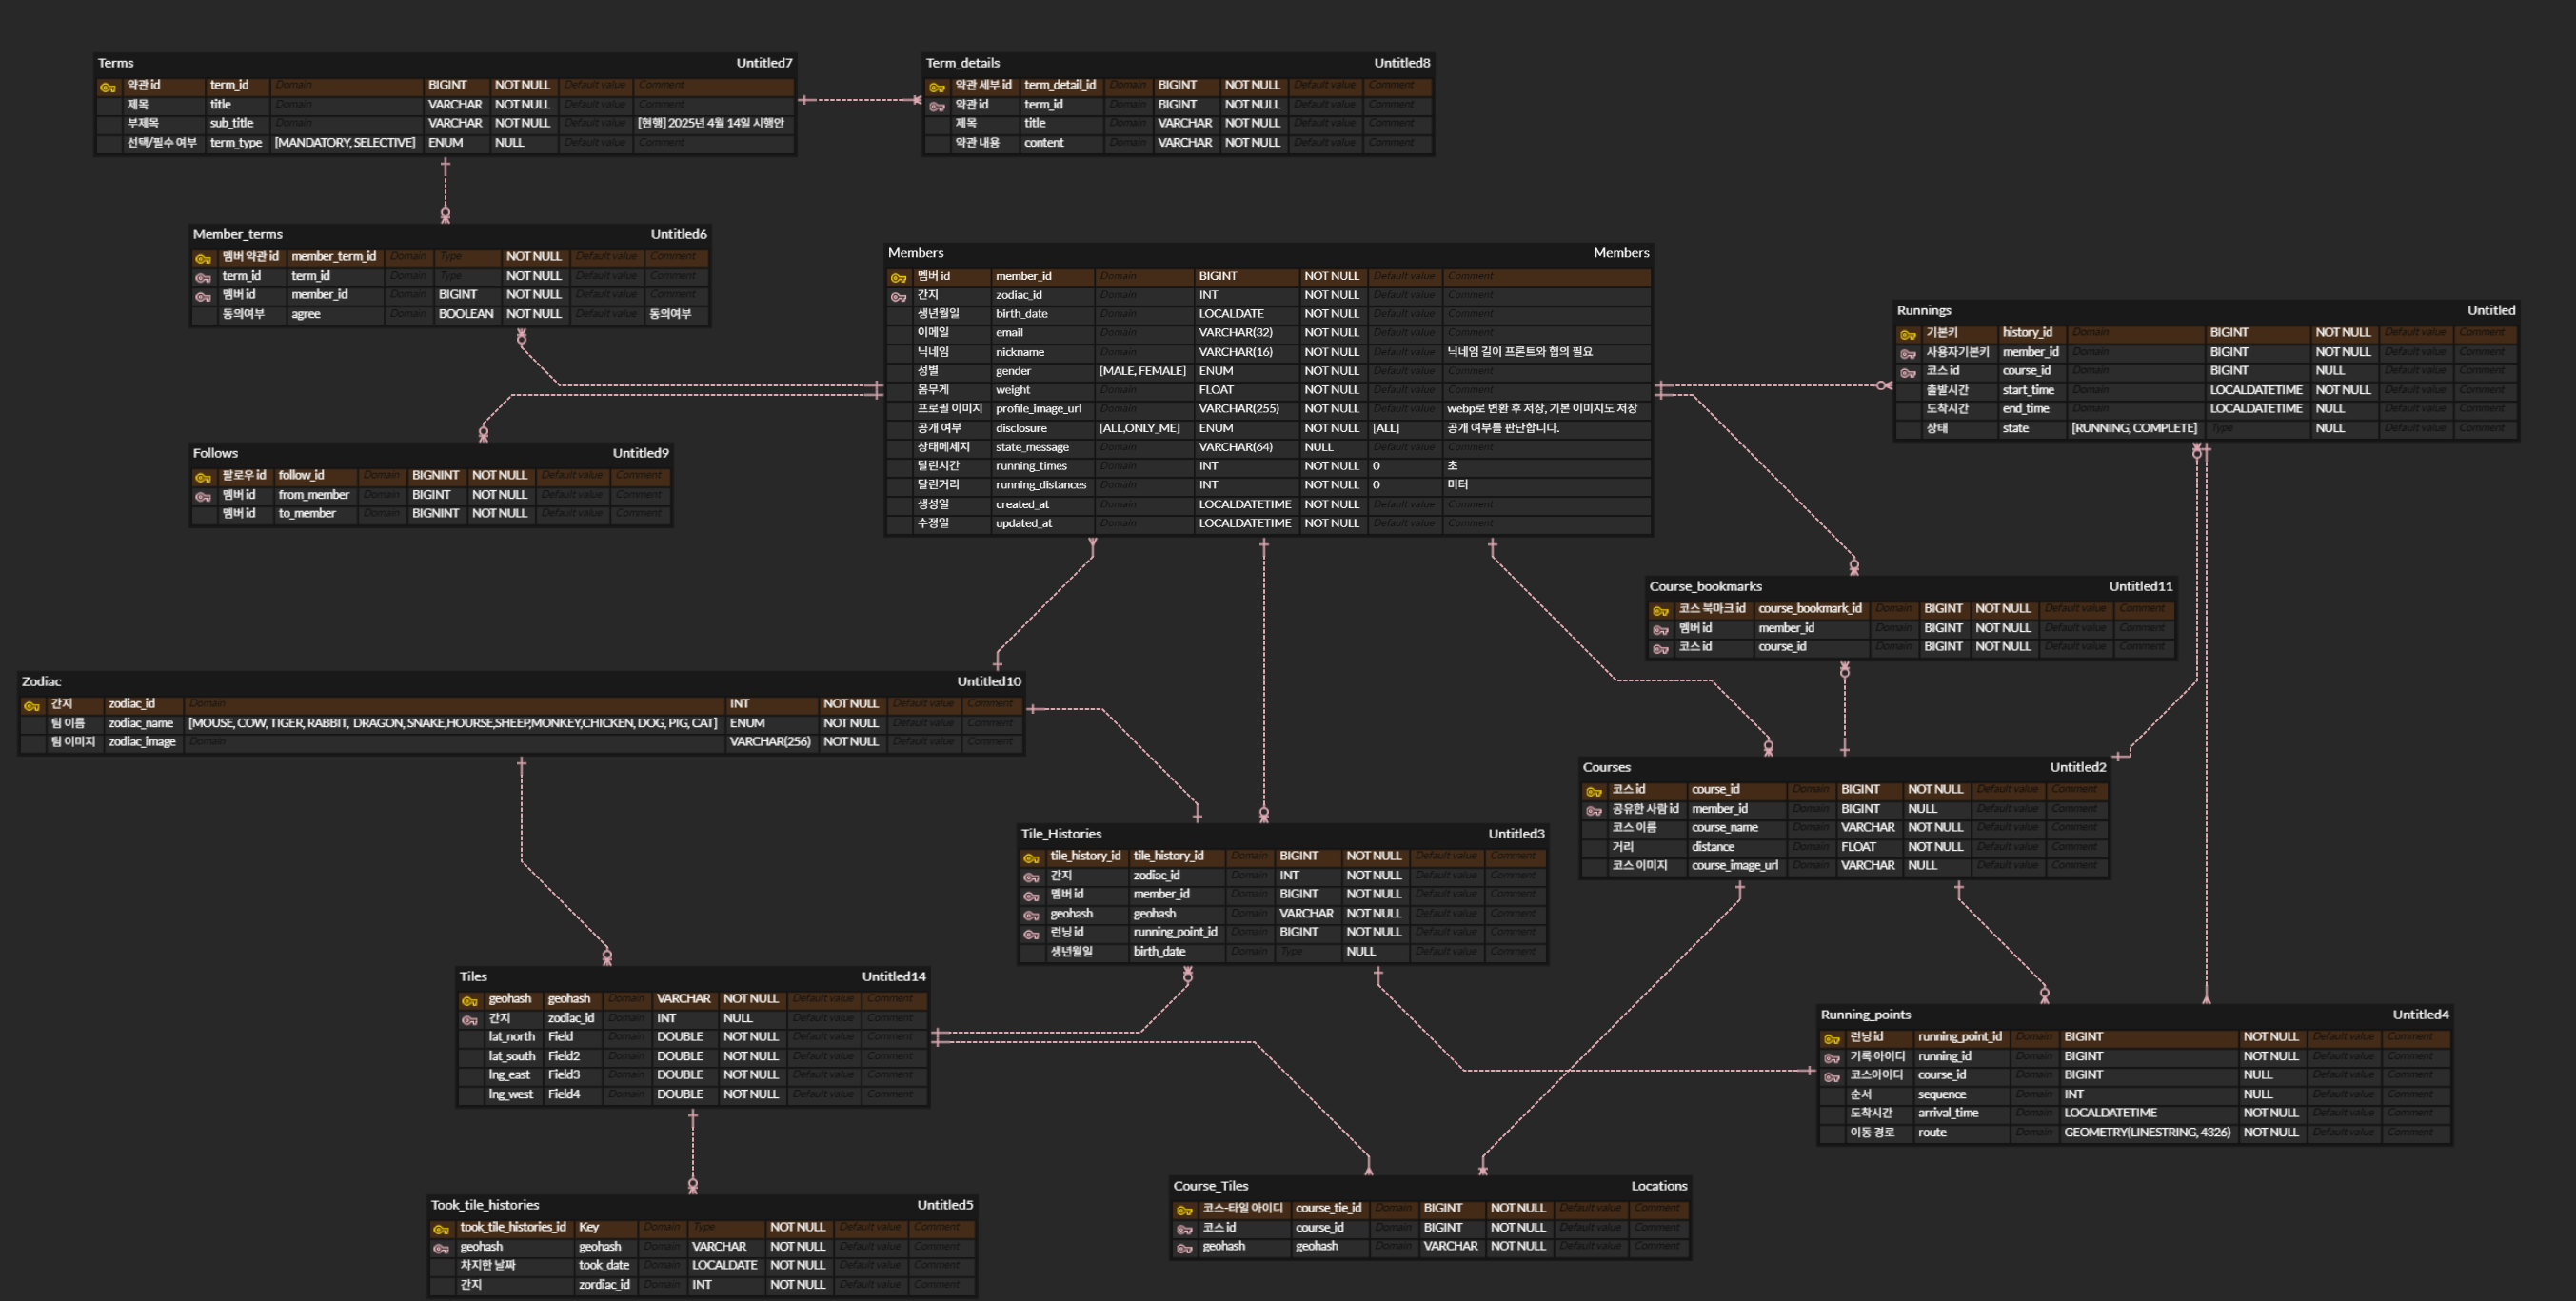 Terms Untitled7
약관 id term_id Domain BIGINT NOT NULL Default value Comment
제목 title Domain VARCHAR NOT NULL Default value Comment
부제목 sub_title Domain VARCHAR NOT NULL Default value [현행] 2025년 4월 14일 시행안
선택/필수 여부 term_type [MANDATORY, SELECTIVE] ENUM NULL Default value Comment
Term_details Untitled8
약관 세부 id term_detail_id Domain BIGINT NOT NULL Default value Comment
약관 id term_id Domain BIGINT NOT NULL Default value Comment
제목 title Domain VARCHAR NOT NULL Default value Comment
약관 내용 content Domain VARCHAR NOT NULL Default value Comment
Member_terms Untitled6
멤버 약관 id member_term_id Domain Type NOT NULL Default value Comment
term_id term_id Domain Type NOT NULL Default value Comment
멤버 id member_id Domain BIGINT NOT NULL Default value Comment
동의여부 agree Domain BOOLEAN NOT NULL Default value 동의여부
Members Members
멤버 id member_id Domain BIGINT NOT NULL Default value Comment
간지 zodiac_id Domain INT NOT NULL Default value Comment
생년월일 birth_date Domain LOCALDATE NOT NULL Default value Comment
이메일 email Domain VARCHAR(32) NOT NULL Default value Comment
닉네임 nickname Domain VARCHAR(16) NOT NULL Default value 닉네임 길이 프론트와 협의 필요
성별 gender [MALE, FEMALE] ENUM NOT NULL Default value Comment
몸무게 weight Domain FLOAT NOT NULL Default value Comment
프로필 이미지 profile_image_url Domain VARCHAR(255) NOT NULL Default value webp로 변환 후 저장, 기본 이미지도 저장
공개 여부 disclosure [ALL,ONLY_ME] ENUM NOT NULL [ALL] 공개 여부를 판단합니다.
상태메세지 state_message Domain VARCHAR(64) NULL Default value Comment
달린시간 running_times Domain INT NOT NULL 0 초
달린거리 running_distances Domain INT NOT NULL 0 미터
생성일 created_at Domain LOCALDATETIME NOT NULL Default value Comment
수정일 updated_at Domain LOCALDATETIME NOT NULL Default value Comment
Runnings Untitled
기본키 history_id Domain BIGINT NOT NULL Default value Comment
사용자기본키 member_id Domain BIGINT NOT NULL Default value Comment
코스 id course_id Domain BIGINT NULL Default value Comment
출발시간 start_time Domain LOCALDATETIME NOT NULL Default value Comment
도착시간 end_time Domain LOCALDATETIME NULL Default value Comment
상태 state [RUNNING, COMPLETE] Type NULL Default value Comment
Follows Untitled9
팔로우 id follow_id Domain BIGNINT NOT NULL Default value Comment
멤버 id from_member Domain BIGINT NOT NULL Default value Comment
멤버 id to_member Domain BIGNINT NOT NULL Default value Comment
Course_bookmarks Untitled11
코스 북마크 id course_bookmark_id Domain BIGINT NOT NULL Default value Comment
멤버 id member_id Domain BIGINT NOT NULL Default value Comment
코스 id course_id Domain BIGINT NOT NULL Default value Comment
Zodiac Untitled10
간지 zodiac_id Domain INT NOT NULL Default value Comment
팀 이름 zodiac_name [MOUSE, COW, TIGER, RABBIT, DRAGON, SNAKE,HOURSE,SHEEP,MONKEY,CHICKEN, DOG, PIG, CAT] ENUM NOT NULL Default value Comment
팀 이미지 zodiac_image Domain VARCHAR(256) NOT NULL Default value Comment
Courses Untitled2
코스 id course_id Domain BIGINT NOT NULL Default value Comment
공유한 사람 id member_id Domain BIGINT NULL Default value Comment
코스 이름 course_name Domain VARCHAR NOT NULL Default value Comment
거리 distance Domain FLOAT NOT NULL Default value Comment
코스 이미지 course_image_url Domain VARCHAR NULL Default value Comment
Tile_Histories Untitled3
tile_history_id tile_history_id Domain BIGINT NOT NULL Default value Comment
간지 zodiac_id Domain INT NOT NULL Default value Comment
멤버 id member_id Domain BIGINT NOT NULL Default value Comment
geohash geohash Domain VARCHAR NOT NULL Default value Comment
런닝 id running_point_id Domain BIGINT NOT NULL Default value Comment
생년월일 birth_date Domain Type NULL Default value Comment
Tiles Untitled14
geohash geohash Domain VARCHAR NOT NULL Default value Comment
간지 zodiac_id Domain INT NULL Default value Comment
lat_north Field Domain DOUBLE NOT NULL Default value Comment
lat_south Field2 Domain DOUBLE NOT NULL Default value Comment
lng_east Field3 Domain DOUBLE NOT NULL Default value Comment
lng_west Field4 Domain DOUBLE NOT NULL Default value Comment
Running_points Untitled4
런닝 id running_point_id Domain BIGINT NOT NULL Default value Comment
기록 아이디 running_id Domain BIGINT NOT NULL Default value Comment
코스아이디 course_id Domain BIGINT NULL Default value Comment
순서 sequence Domain INT NULL Default value Comment
도착시간 arrival_time Domain LOCALDATETIME NOT NULL Default value Comment
이동 경로 route Domain GEOMETRY(LINESTRING, 4326) NOT NULL Default value Comment
Course_Tiles Locations
코스-타일 아이디 course_tie_id Domain BIGINT NOT NULL Default value Comment
코스 id course_id Domain BIGINT NOT NULL Default value Comment
geohash geohash Domain VARCHAR NOT NULL Default value Comment
Took_tile_histories Untitled5
took_tile_histories_id Key Domain Type NOT NULL Default value Comment
geohash geohash Domain VARCHAR NOT NULL Default value Comment
차지한 날짜 took_date Domain LOCALDATE NOT NULL Default value Comment
간지 zordiac_id Domain INT NOT NULL Default value Comment